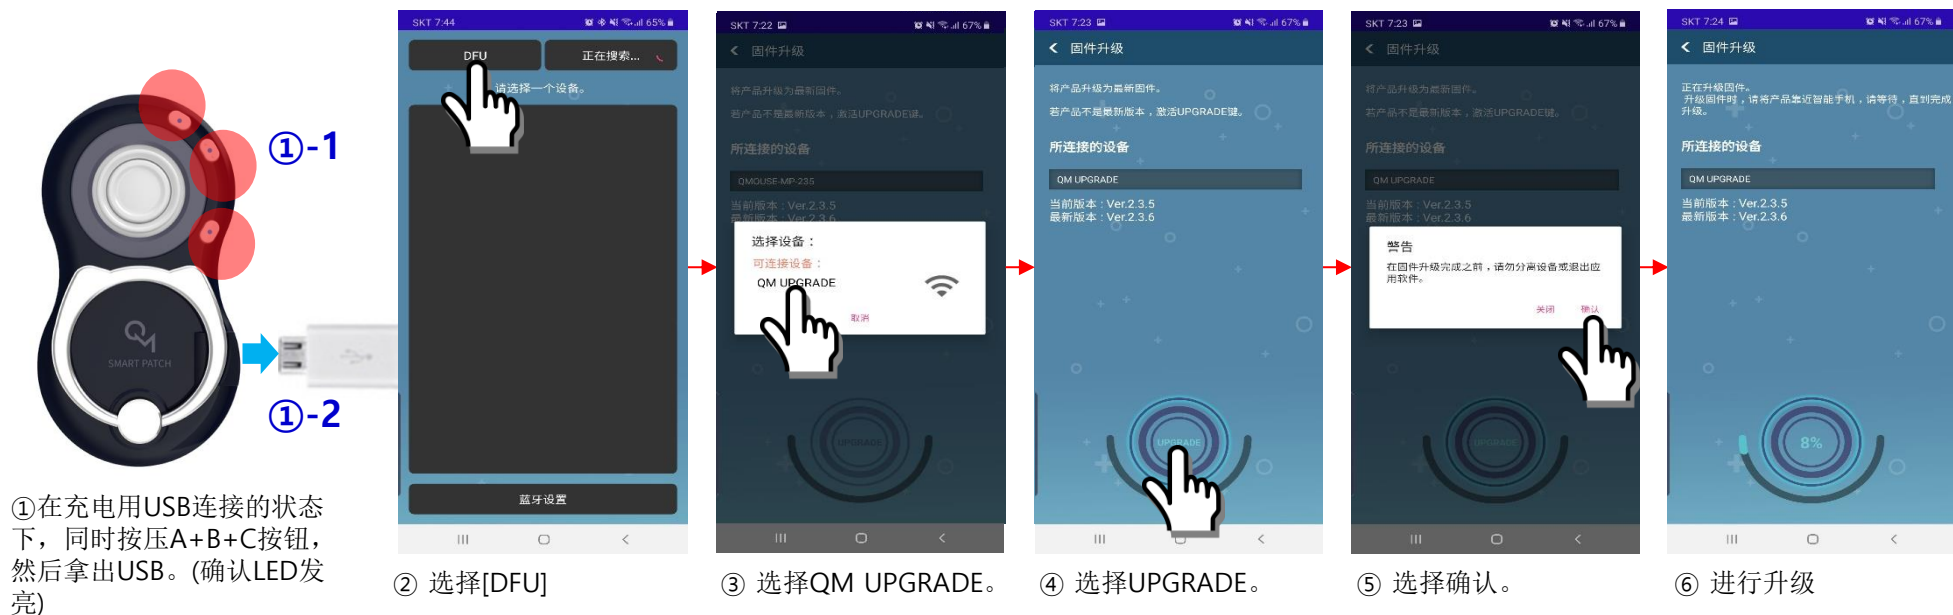 ①-1
QM
SMART PATCH
①-2
①在充电用USB连接的状态
下，同时按压A+B+C按钮，
然后拿出USB。(确认LED发
亮)
SKT 7:44
65%
DFU
正在搜索...
请选择一个设备。
蓝牙设置
② 选择[DFU]
SKT 7:22
67%
固件升级
将产品升级为最新固件。
若产品不是最新版本，激活UPGRADE键。
所连接的设备
QMOUSE-MP-235
当前版本 : Ver.2.3.5
最新版本 : Ver.2.3.6
选择设备：
可连接设备：
QM UPGRADE
取消
UPGRADE
③ 选择QM UPGRADE。
SKT 7:23
67%
固件升级
将产品升级为最新固件。
若产品不是最新版本，激活UPGRADE键。
所连接的设备
QM UPGRADE
当前版本 : Ver.2.3.5
最新版本 : Ver.2.3.6
UPGRADE
④ 选择UPGRADE。
SKT 7:23
67%
固件升级
将产品升级为最新固件。
若产品不是最新版本，激活UPGRADE键。
所连接的设备
QM UPGRADE
当前版本 : Ver.2.3.5
最新版本 : Ver.2.3.6
警告
在固件升级完成之前，请勿分离设备或退出应
用软件。
关闭 确认
UPGRADE
⑤ 选择确认。
SKT 7:24
67%
固件升级
正在升级固件。
升级固件时，请将产品靠近智能手机，请等待，直到完成
升级。
所连接的设备
QM UPGRADE
当前版本 : Ver.2.3.5
最新版本 : Ver.2.3.6
8%
⑥ 进行升级